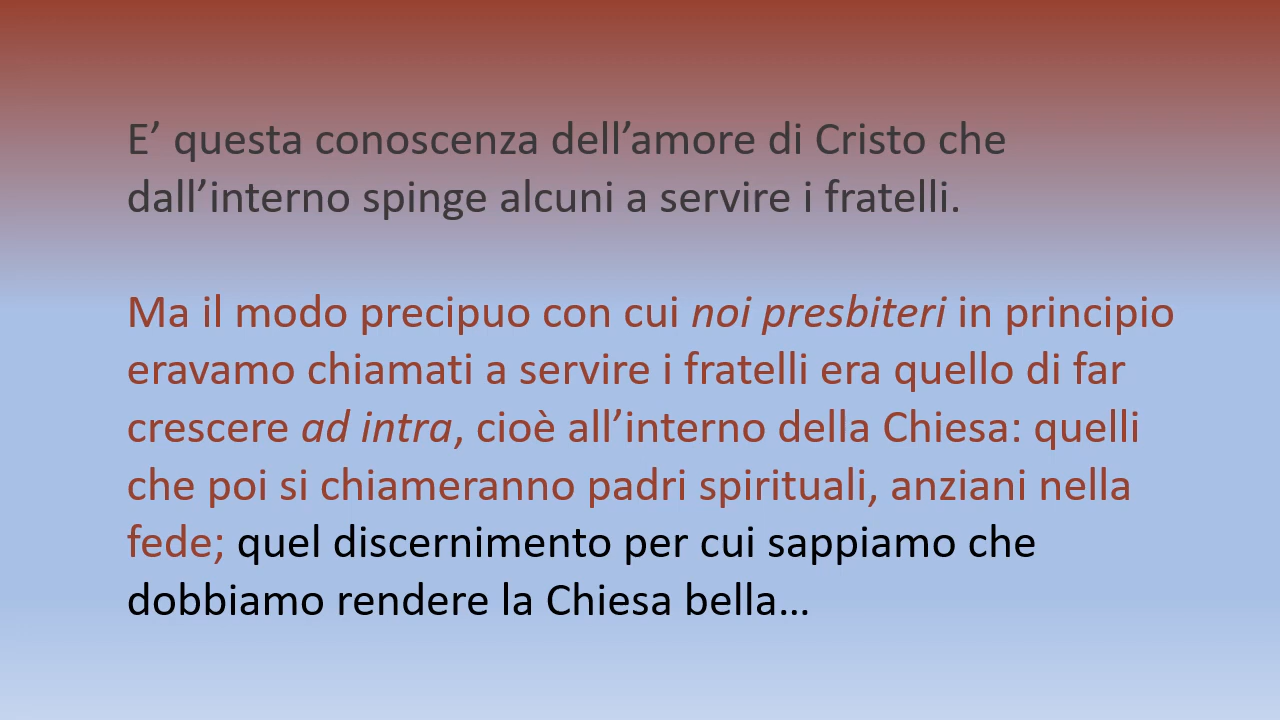 E’ questa conoscenza dell’amore di Cristo che
dall’interno spinge alcuni a servire i fratelli.
Ma il modo precipuo con cui noi presbiteri in principio
eravamo chiamati a servire i fratelli era quello di far
crescere ad intra, cioè all’interno della Chiesa: quelli
che poi si chiameranno padri spirituali, anziani nella
fede; quel discernimento per cui sappiamo che
dobbiamo rendere la Chiesa bella…